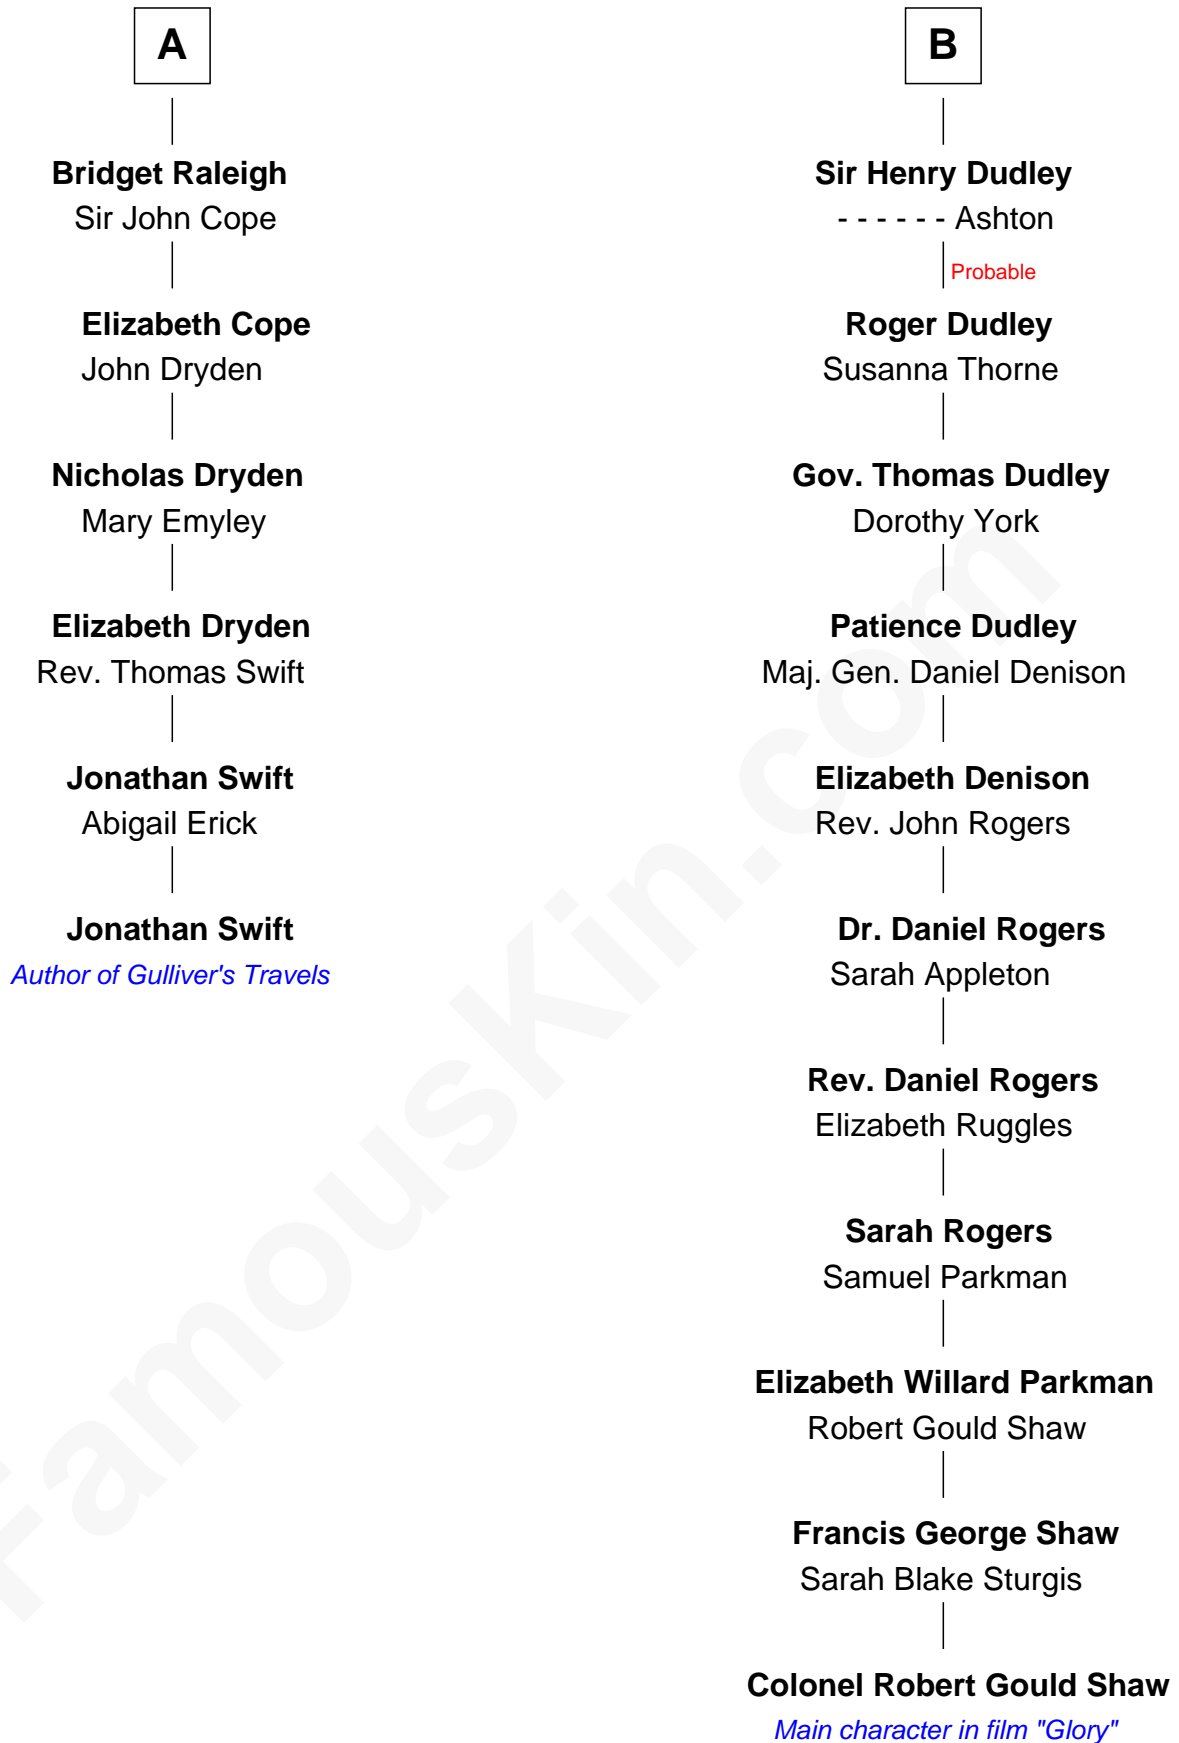 A
Bridget Raleigh
Sir John Cope
Elizabeth Cope
John Dryden
Nicholas Dryden
Mary Emyley
Elizabeth Dryden
Rev. Thomas Swift
Jonathan Swift
Abigail Erick
Jonathan Swift
Author of Gulliver's Travels
B
Sir Henry Dudley
- - - - - - Ashton
Probable
Roger Dudley
Susanna Thorne
Gov. Thomas Dudley
Dorothy York
Patience Dudley
Maj. Gen. Daniel Denison
Elizabeth Denison
Rev. John Rogers
Dr. Daniel Rogers
Sarah Appleton
Rev. Daniel Rogers
Elizabeth Ruggles
Sarah Rogers
Samuel Parkman
Elizabeth Willard Parkman
Robert Gould Shaw
Francis George Shaw
Sarah Blake Sturgis
Colonel Robert Gould Shaw
Main character in film "Glory"
FamousKin.com